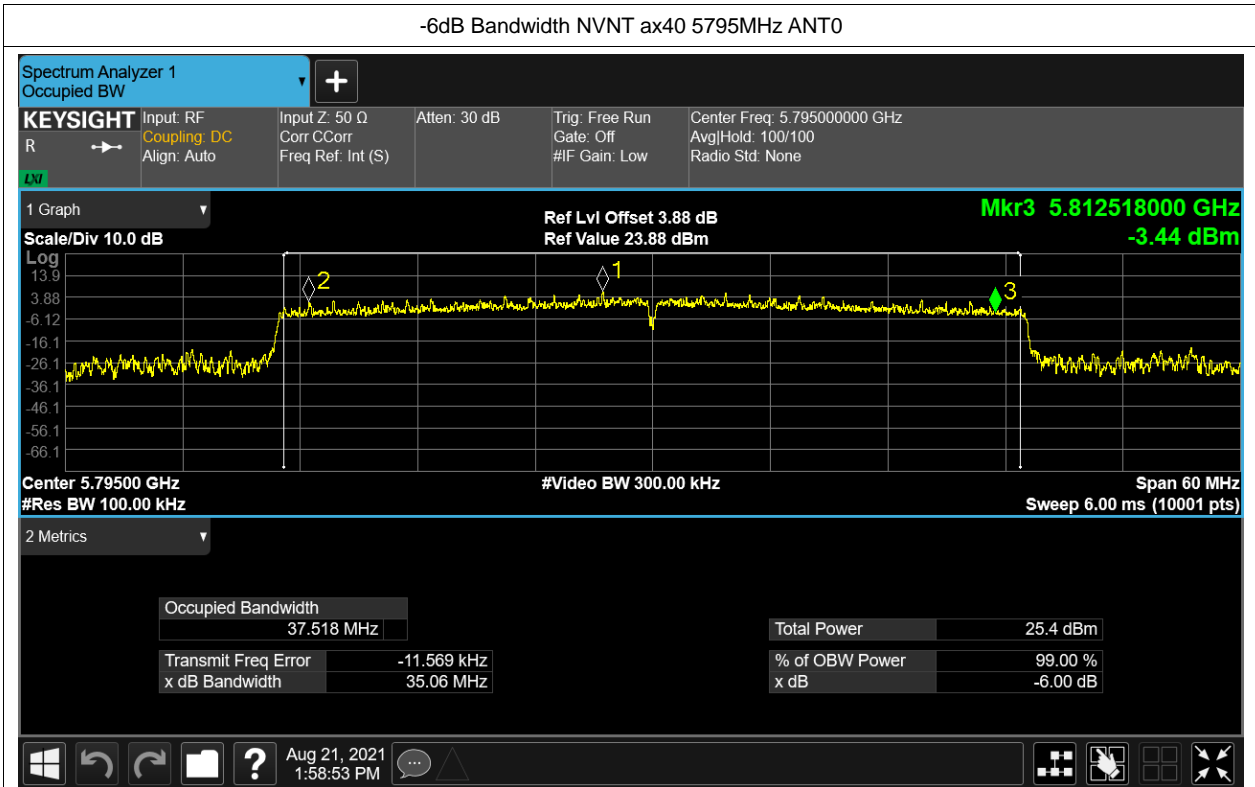 -6dB Bandwidth NVNT ax40 5795MHz ANT0
Spectrum Analyzer 1
Occupied BW
KEYSIGHT
R
LXI
Input: RF
Coupling: DC
Align: Auto
Input Z: 50 Ω
Corr CCorr
Freq Ref: Int (S)
Atten: 30 dB
Trig: Free Run
Gate: Off
#IF Gain: Low
Center Freq: 5.795000000 GHz
Avg|Hold: 100/100
Radio Std: None
1 Graph
Scale/Div 10.0 dB
Ref Lvl Offset 3.88 dB
Ref Value 23.88 dBm
Mkr3 5.812518000 GHz
-3.44 dBm
Log
13.9
3.88
-6.12
-16.1
-26.1
-36.1
-46.1
-56.1
-66.1
2
1
3
Center 5.79500 GHz
#Video BW 300.00 kHz
Span 60 MHz
#Res BW 100.00 kHz
Sweep 6.00 ms (10001 pts)
2 Metrics
Occupied Bandwidth
37.518 MHz
Total Power 25.4 dBm
Transmit Freq Error -11.569 kHz
% of OBW Power 99.00 %
x dB Bandwidth 35.06 MHz
x dB -6.00 dB
?
Aug 21, 2021
1:58:53 PM